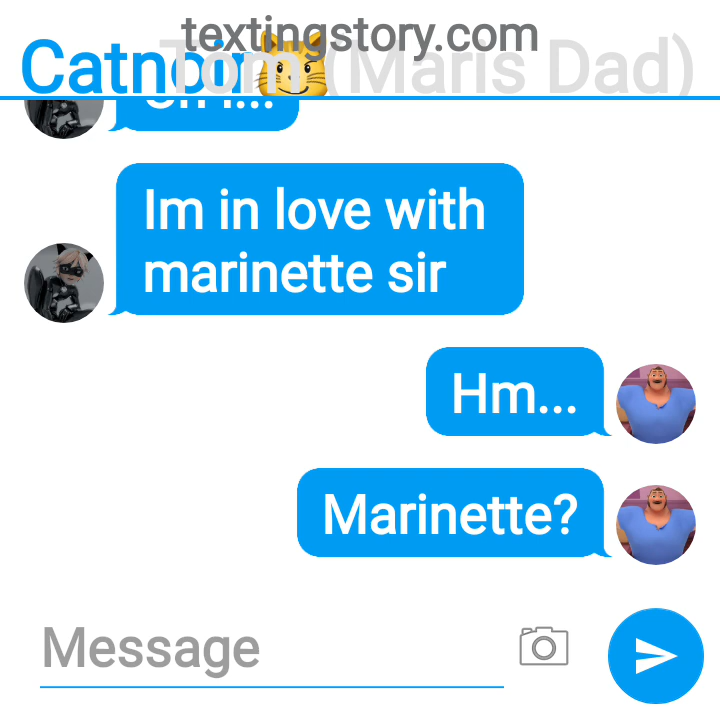 textingstory.com
Catnoir Tom (Maris Dad)
Im in love with
marinette sir
Hm...
Marinette?
Message